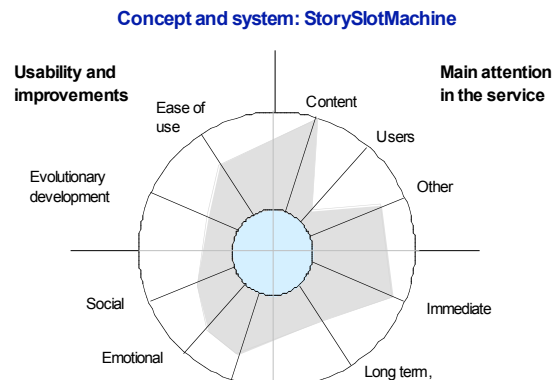 Concept and system: StorySlotMachine
Usability and
improvements
Main attention
in the service
Ease of
use
Content
Users
Evolutionary
development
Other
Social
Immediate
Emotional
Long term,